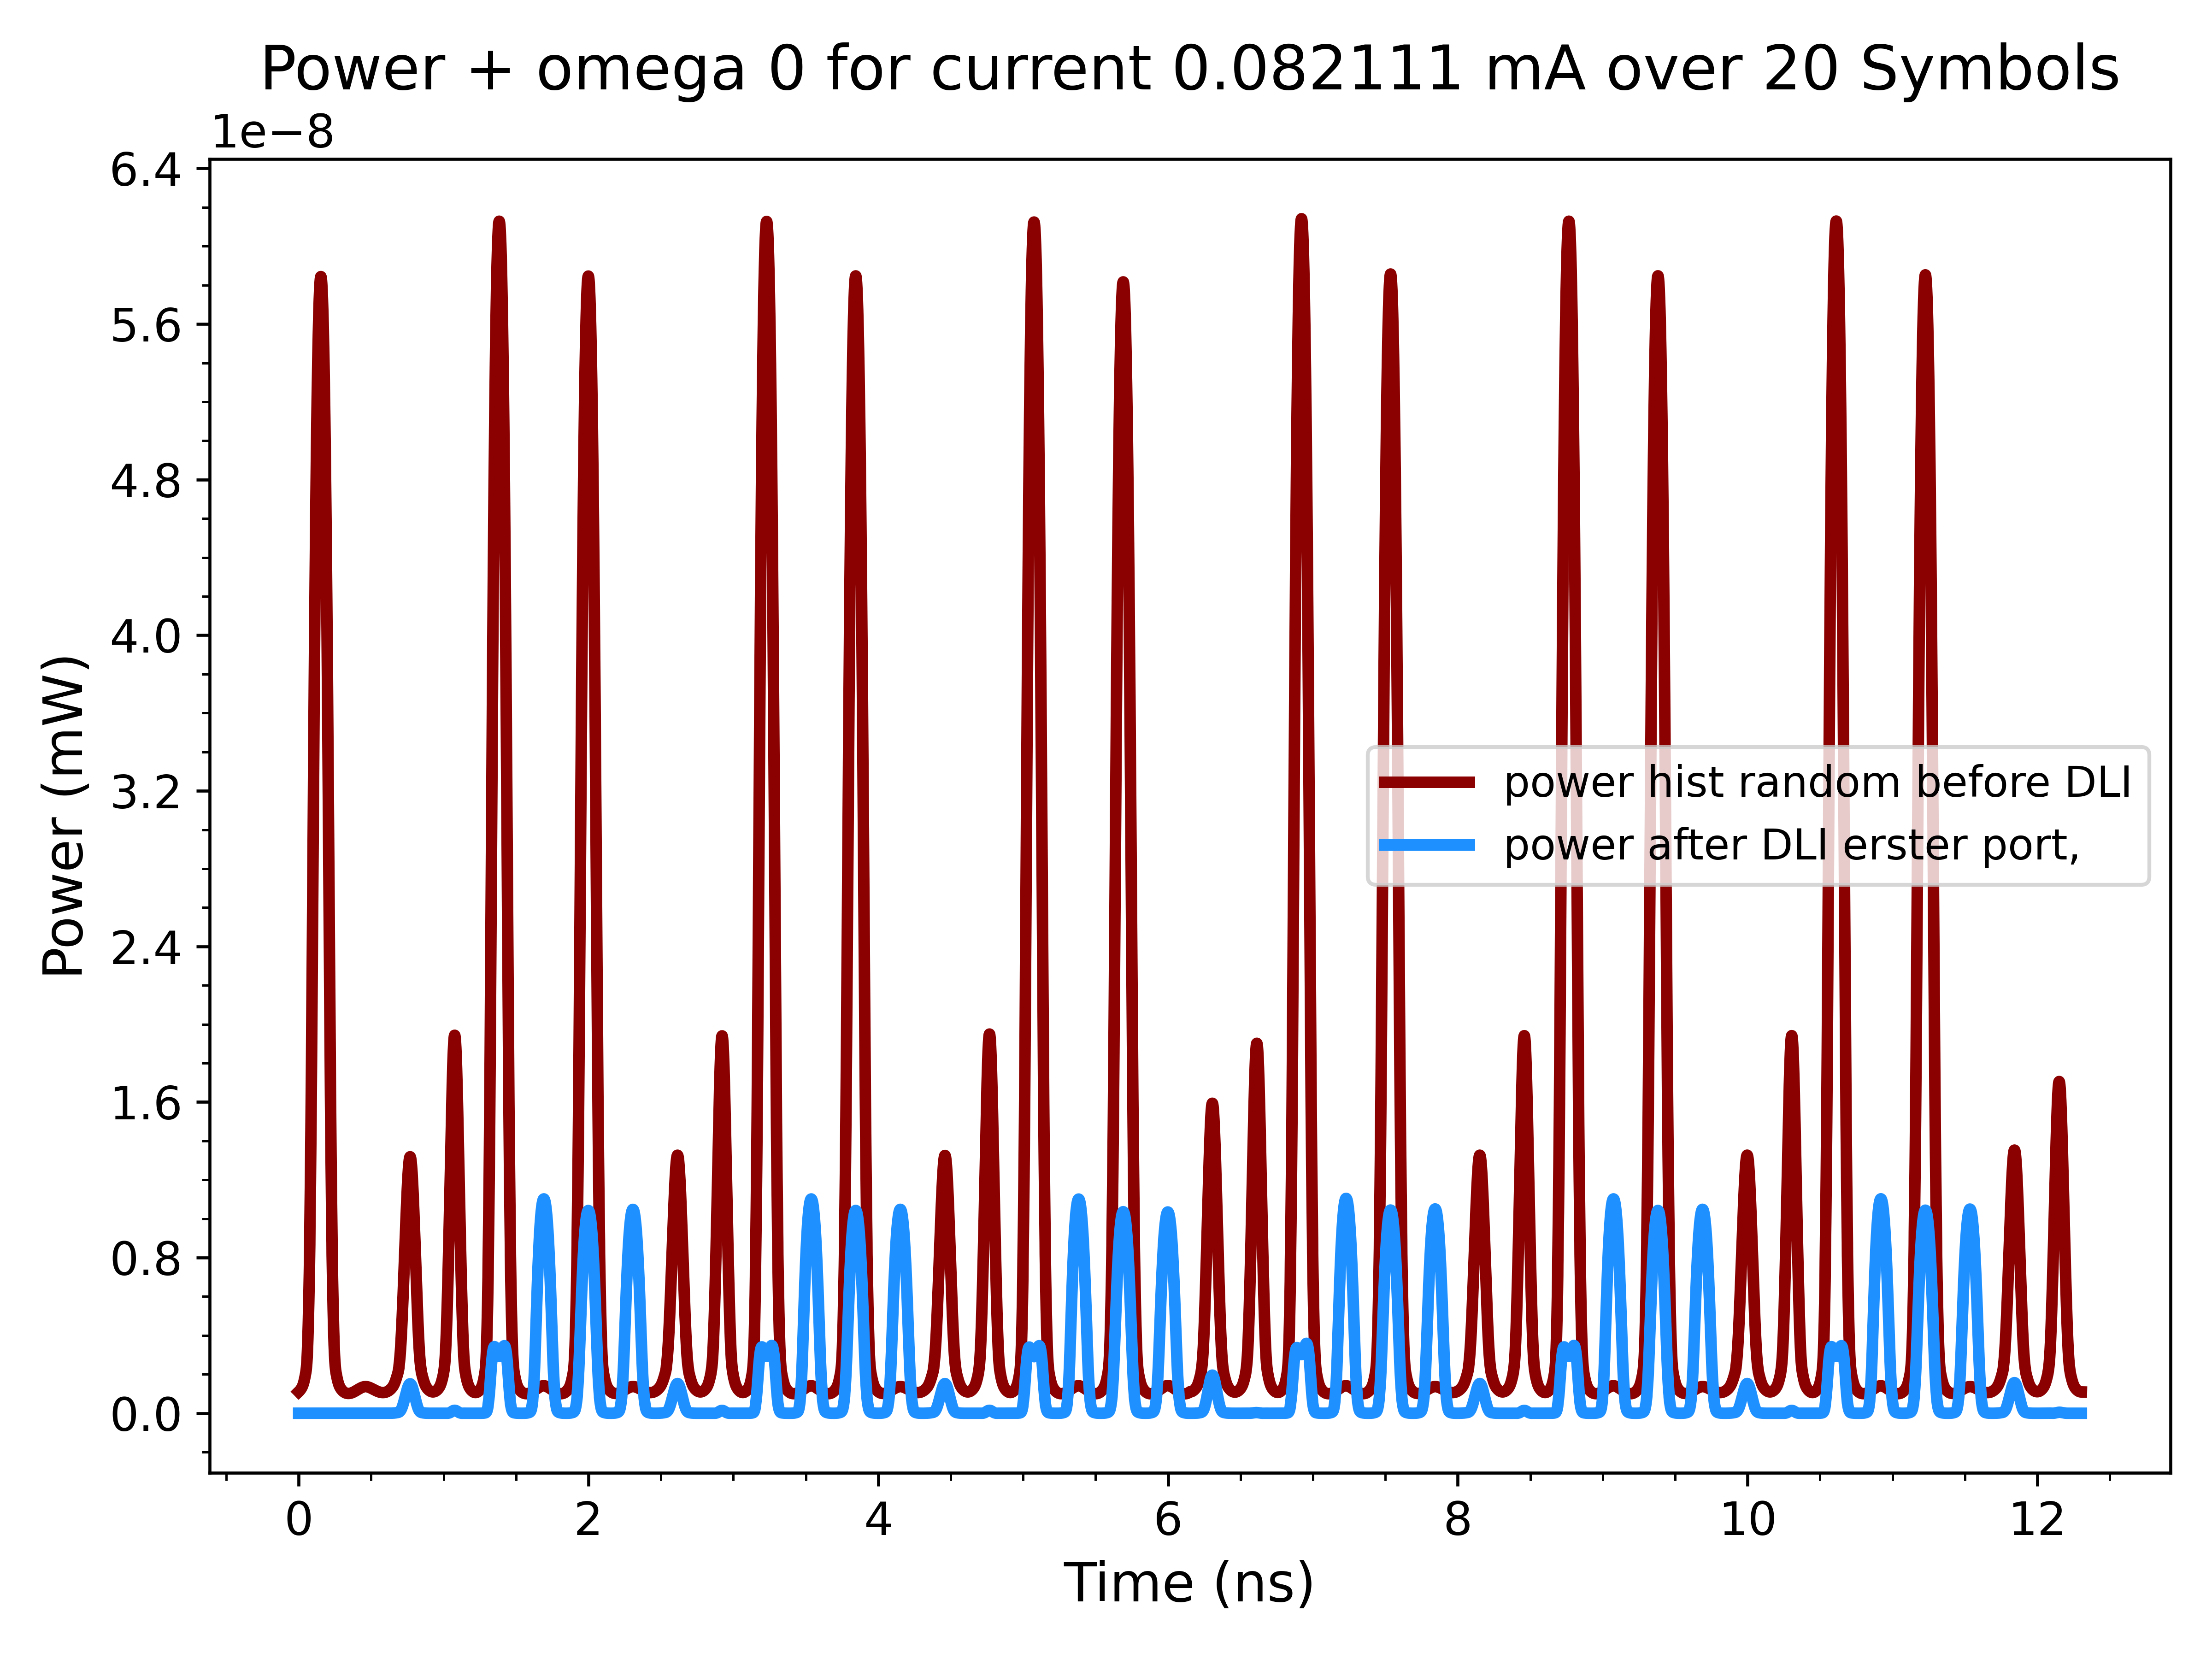 Power + omega 0 for current 0.082111 mA over 20 Symbols
1e−8
6.4
5.6
4.8
4.0
3.2
2.4
1.6
0.8
0.0
Power (mW)
power hist random before DLI
power after DLI erster port,
0 2 4 6 8 10 12
Time (ns)